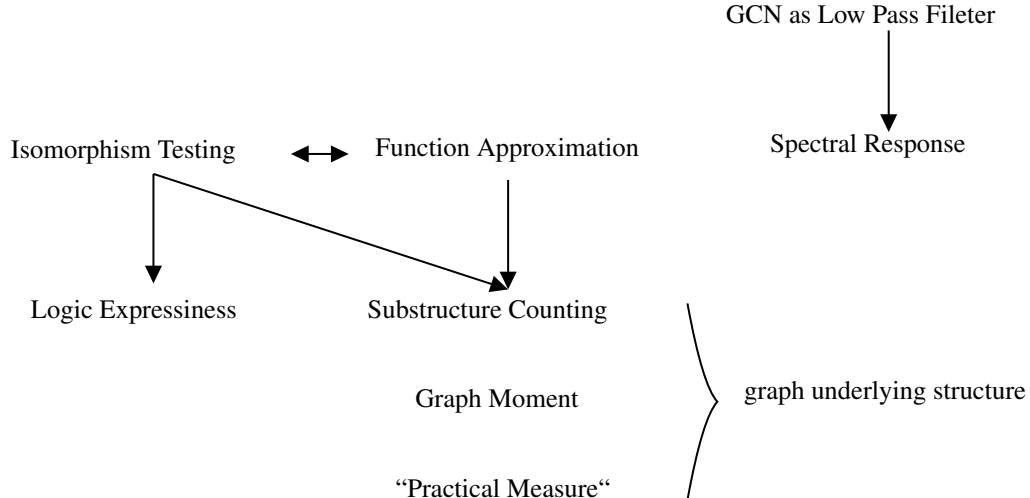 GCN as Low Pass Fileter
Isomorphism Testing
Function Approximation
Spectral Response
Logic Expressiness
Substructure Counting
Graph Moment
graph underlying structure
“Practical Measure“